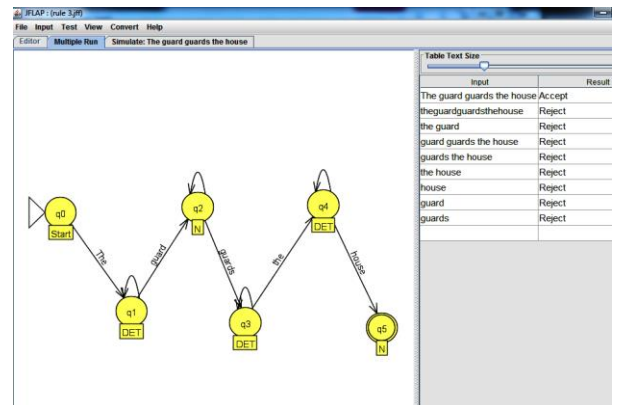 JFLAP : (rule 3.jff)
File Input Test View Convert Help
Editor Multiple Run Simulate: The guard guards the house
Table Text Size
Input Result
The guard guards the house Accept
theguardguardsthehouse Reject
the guard Reject
guard guards the house Reject
guards the house Reject
the house Reject
house Reject
guard Reject
guards Reject
q0
Start
The
q1
DET
guard
q2
N
guards
q3
DET
the
q4
DET
house
q5
N